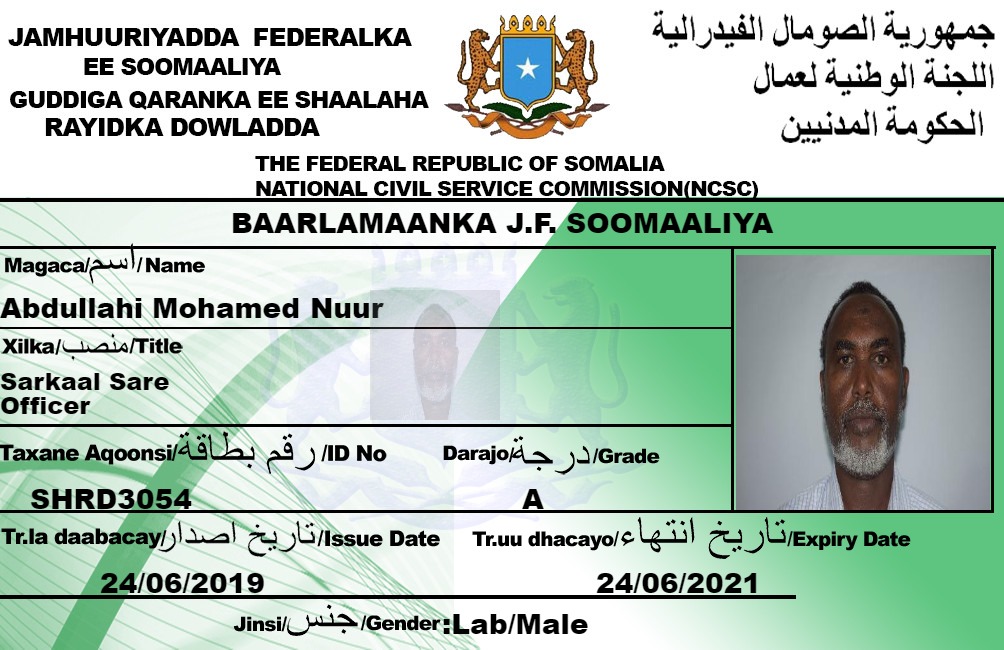 JAMHUURIYADDA FEDERALKA
EE SOOMAALIYA
GUDDIGA QARANKA EE SHAALAHA
RAYIDKA DOWLADDA
جمهورية الصومال الفيدرالية
اللجنة الوطنية لعمال
الحكومة المدنيين
THE FEDERAL REPUBLIC OF SOMALIA
NATIONAL CIVIL SERVICE COMMISSION(NCSC)
BAARLAMAANKA J.F. SOOMAALIYA
Magaca/اسم/Name
Abdullahi Mohamed Nuur
Xilka/منصب/Title
Sarkaal Sare
Officer
Taxane Aqoonsi/رقم بطاقة/ID No
Darajo/درجة/Grade
SHRD3054
A
Tr.la daabacay/تاريخ اصدار/Issue Date
Tr.uu dhacayo/تاريخ انتهاء/Expiry Date
24/06/2019
24/06/2021
Jinsi/جنس/Gender:Lab/Male